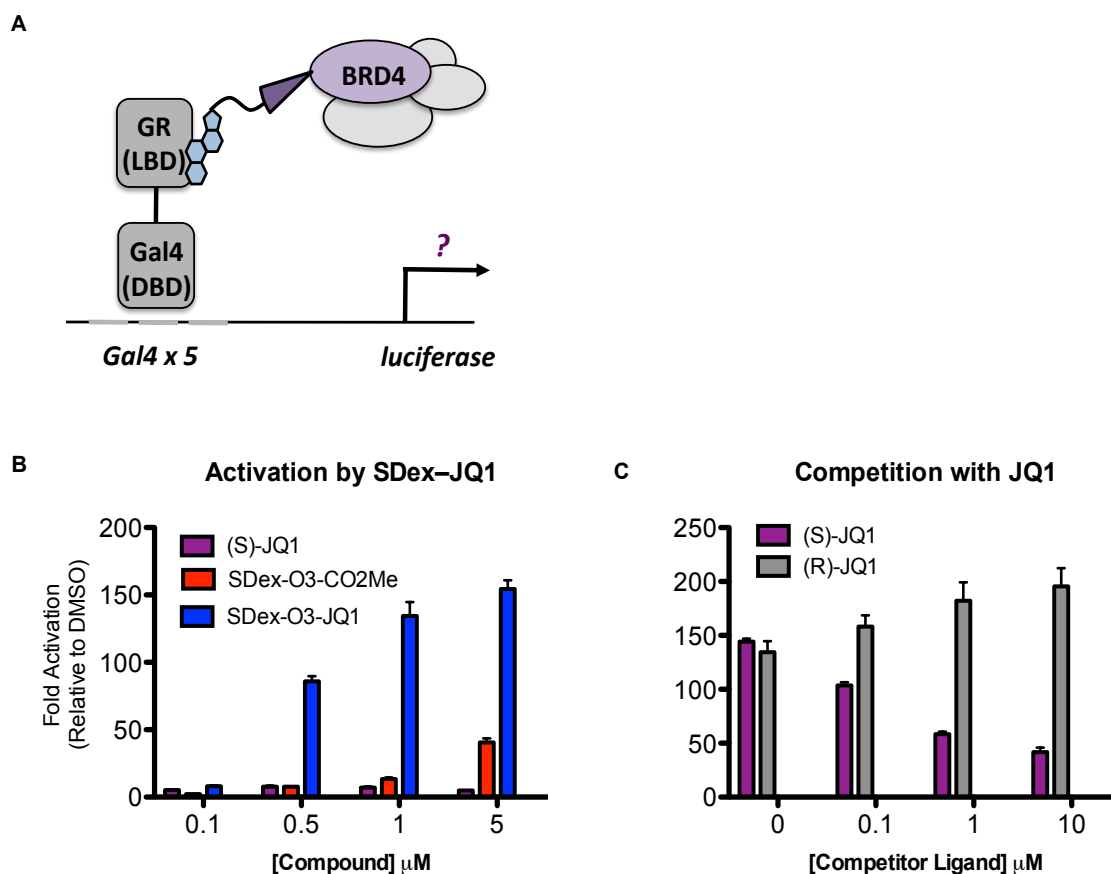 A
BRD4
GR
(LBD)
Gal4
(DBD)
?
Gal4 x 5
luciferase
B
Activation by SDex–JQ1
Fold Activation
(Relative to DMSO)
200
150
100
50
0
(S)-JQ1
SDex-O3-CO2Me
SDex-O3-JQ1
0.1 0.5 1 5
[Compound] μM
C
Competition with JQ1
250
200
150
100
50
0
(S)-JQ1
(R)-JQ1
0 0.1 1 10
[Competitor Ligand] μM